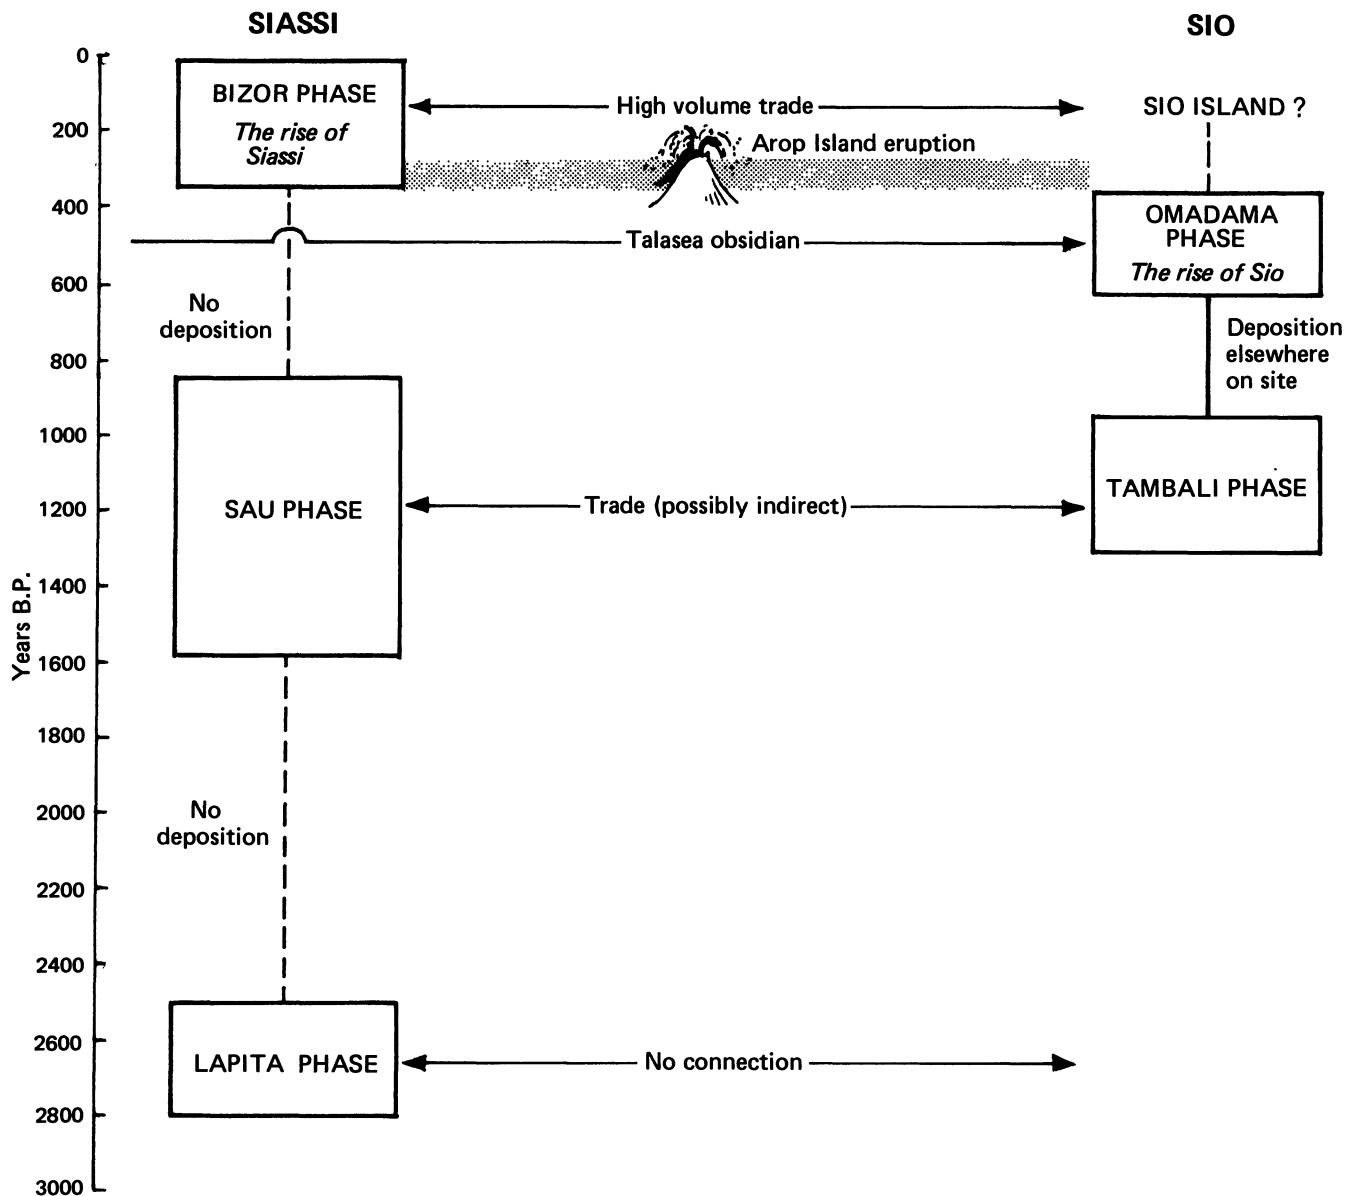 SIASSI
SIO
0
200
400
600
800
1000
1200
1400
1600
1800
2000
2200
2400
2600
2800
3000
Years B.P.
BIZOR PHASE
The rise of
Siassi
High volume trade
SIO ISLAND ?
Arop Island eruption
OMADAMA
PHASE
The rise of Sio
Talasea obsidian
No
deposition
Deposition
elsewhere
on site
SAU PHASE
Trade (possibly indirect)
TAMBALI PHASE
No
deposition
LAPITA PHASE
No connection